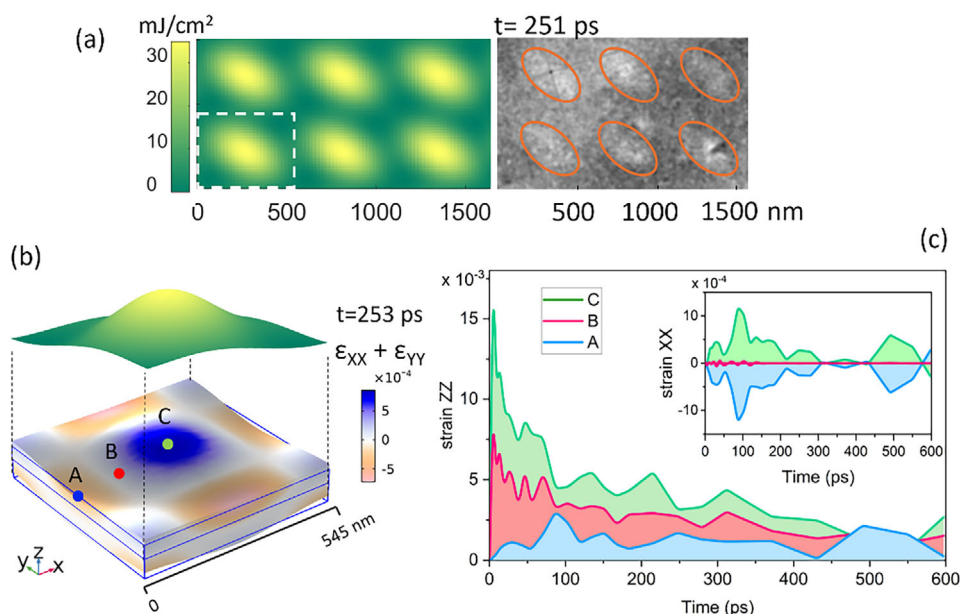 mJ/cm²
t= 251 ps
(a)
30
20
10
0
0 500 1000 1500
500 1000 1500 nm
(b)
t=253 ps
εXX + εYY
×10⁻⁴
5
0
-5
C
B
A
z
y x
0
545 nm
(c)
x 10⁻³
15
10
5
0
strain ZZ
C
B
A
0 100 200 300 400 500 600
Time (ps)
x 10⁻⁴
10
0
-10
strain XX
0 100 200 300 400 500 600
Time (ps)